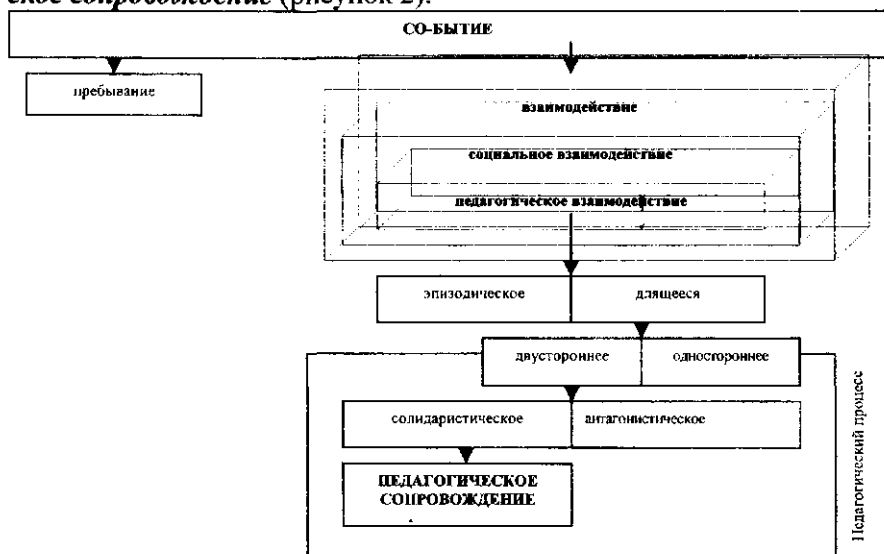 ское сопровождение (рисунок 2).
СО-БЫТИЕ
пребывание
взаимодействие
социальное взаимодействие
педагогическое взаимодействие
эпизодическое длящееся
двустороннее одностороннее
солидаристическое антагонистическое
ПЕДАГОГИЧЕСКОЕ
СОПРОВОЖДЕНИЕ
Педагогический процесс